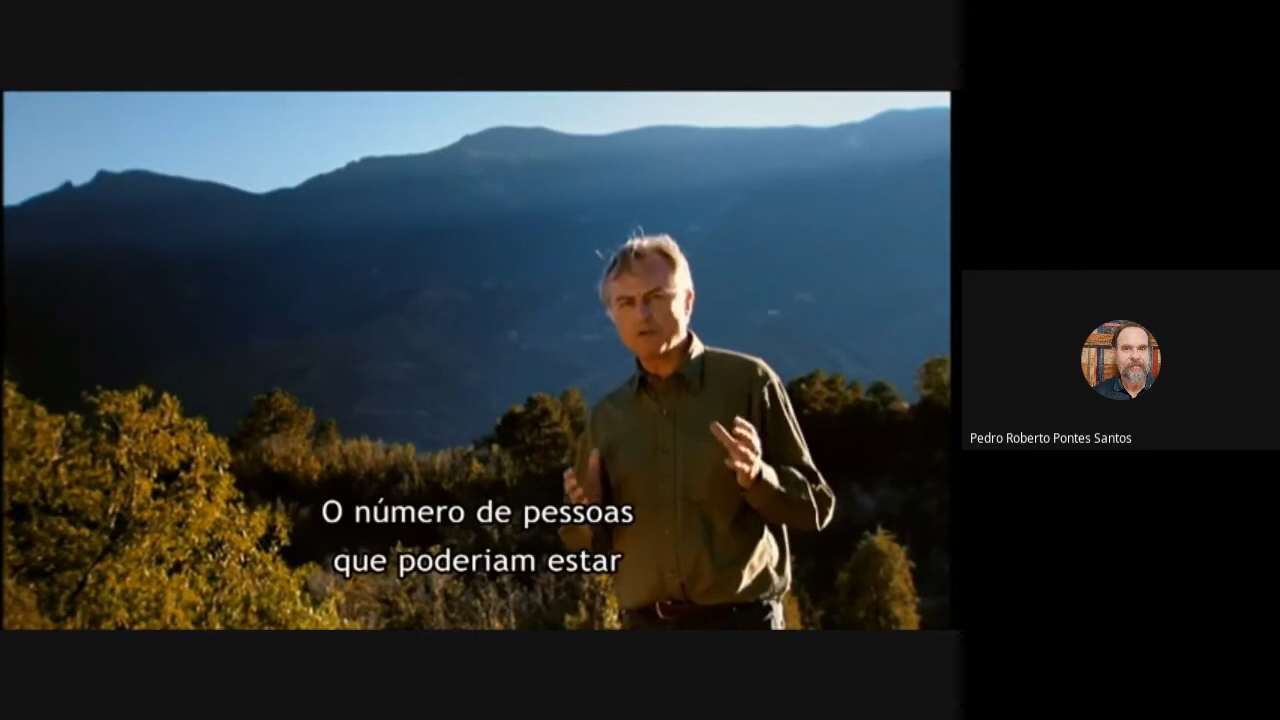 O número de pessoas
que poderiam estar
Pedro Roberto Pontes Santos